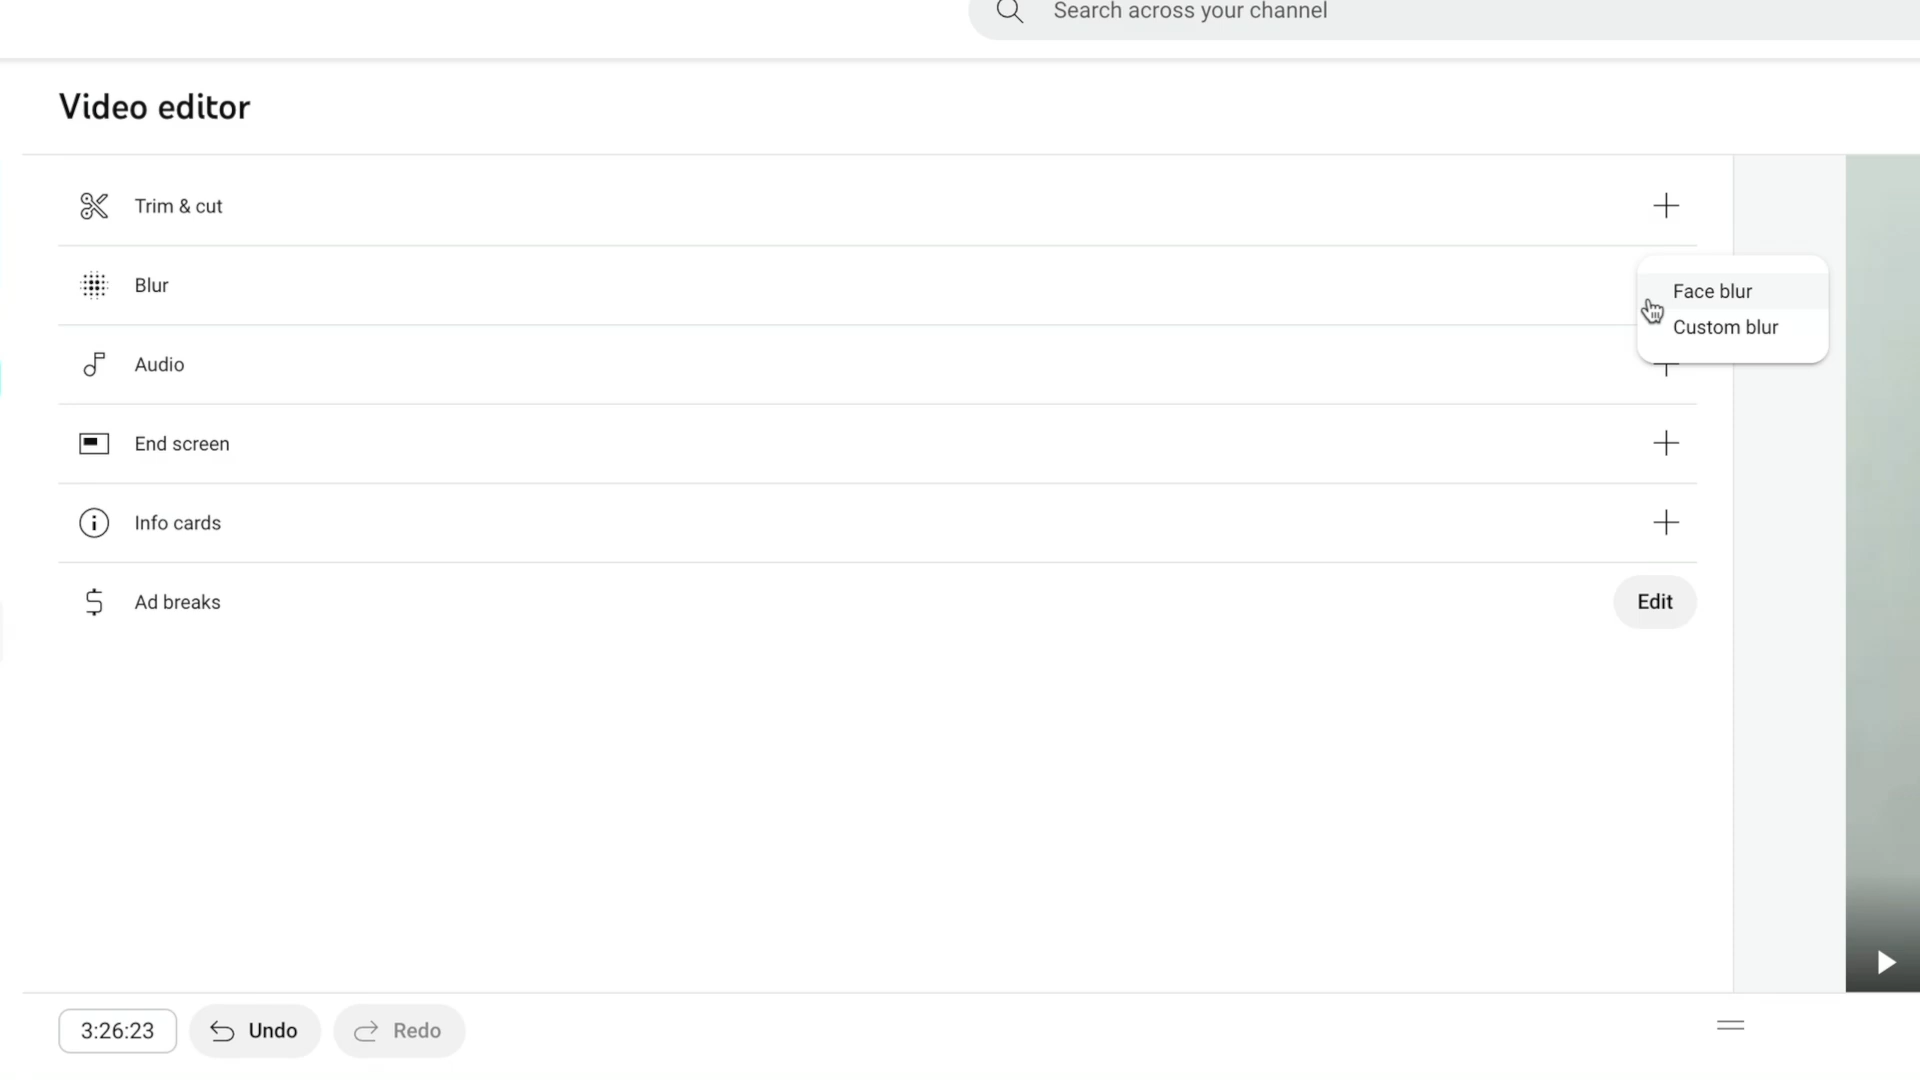 Search across your channel
Video editor
Trim & cut
Blur
Face blur
Custom blur
Audio
End screen
Info cards
Ad breaks
Edit
3:26:23
Undo
Redo